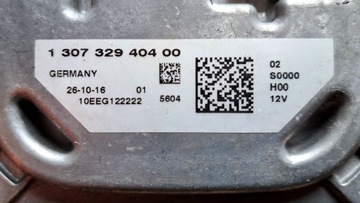 1 307 329 404 00
GERMANY
26-10-16 01
10EEG122222 5604
02
S0000
H00
12V